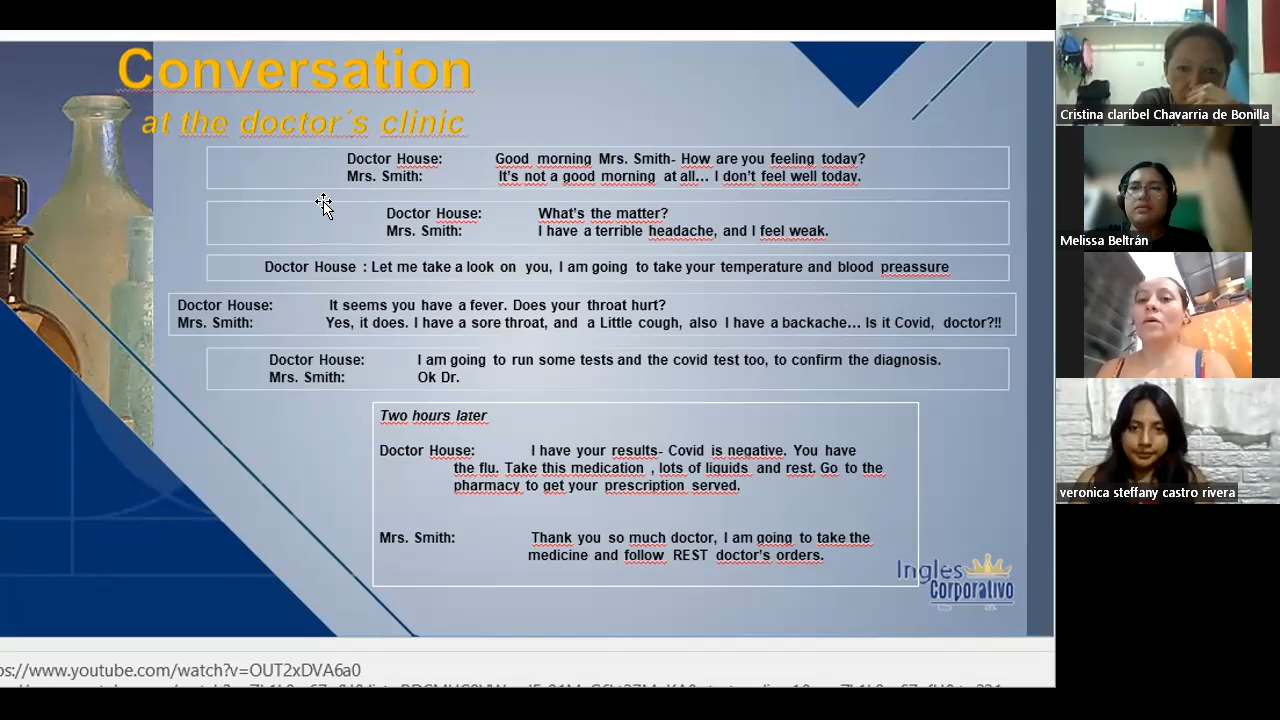 Conversation
at the doctor´s clinic
Doctor House: Good morning Mrs. Smith- How are you feeling today?
Mrs. Smith: It's not a good morning at all... I don't feel well today.
Doctor House: What's the matter?
Mrs. Smith: I have a terrible headache, and I feel weak.
Doctor House : Let me take a look on you, I am going to take your temperature and blood preassure
Doctor House: It seems you have a fever. Does your throat hurt?
Mrs. Smith: Yes, it does. I have a sore throat, and a Little cough, also I have a backache... Is it Covid, doctor?!!
Doctor House: I am going to run some tests and the covid test too, to confirm the diagnosis.
Mrs. Smith: Ok Dr.
Two hours later
Doctor House: I have your results- Covid is negative. You have
the flu. Take this medication , lots of liquids and rest. Go to the
pharmacy to get your prescription served.
Mrs. Smith: Thank you so much doctor, I am going to take the
medicine and follow REST doctor's orders.
Ingles
Corporativo
ps://www.youtube.com/watch?v=OUT2xDVA6a0
Cristina claribel Chavarria de Bonilla
Melissa Beltrán
veronica steffany castro rivera